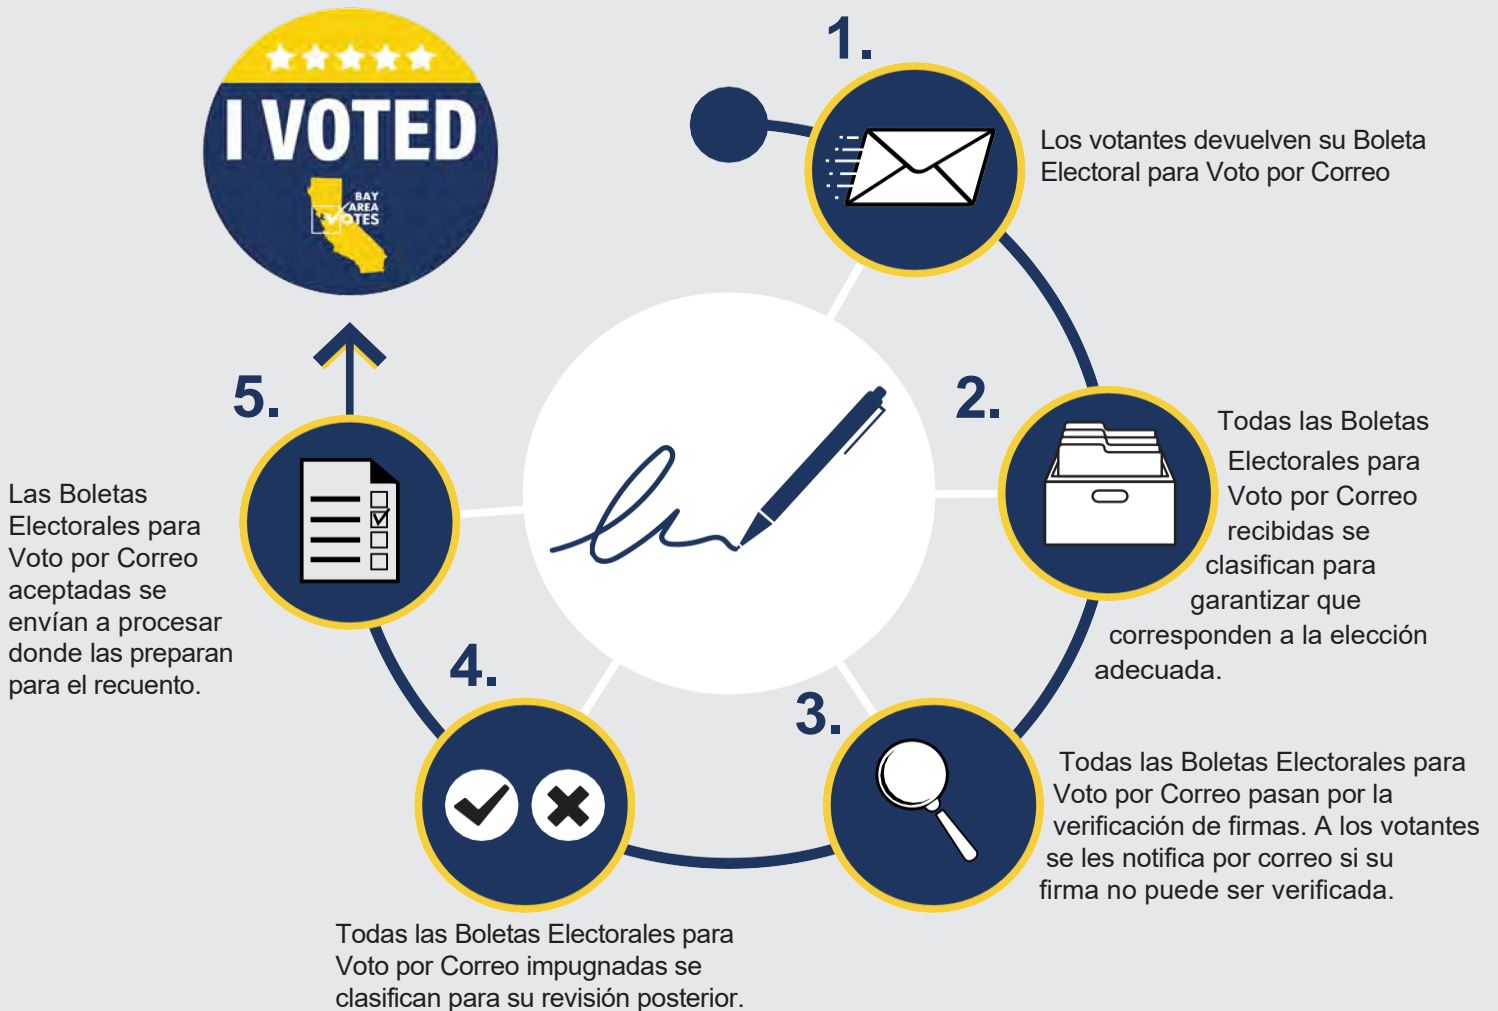 I VOTED
BAY
AREA
VOTES
1.
Los votantes devuelven su Boleta
Electoral para Voto por Correo
2.
Todas las Boletas
Electorales para
Voto por Correo
recibidas se
clasifican para
garantizar que
corresponden a la elección
adecuada.
3.
Todas las Boletas Electorales para
Voto por Correo pasan por la
verificación de firmas. A los votantes
se les notifica por correo si su
firma no puede ser verificada.
4.
Todas las Boletas Electorales para
Voto por Correo impugnadas se
clasifican para su revisión posterior.
5.
Las Boletas
Electorales para
Voto por Correo
aceptadas se
envían a procesar
donde las preparan
para el recuento.